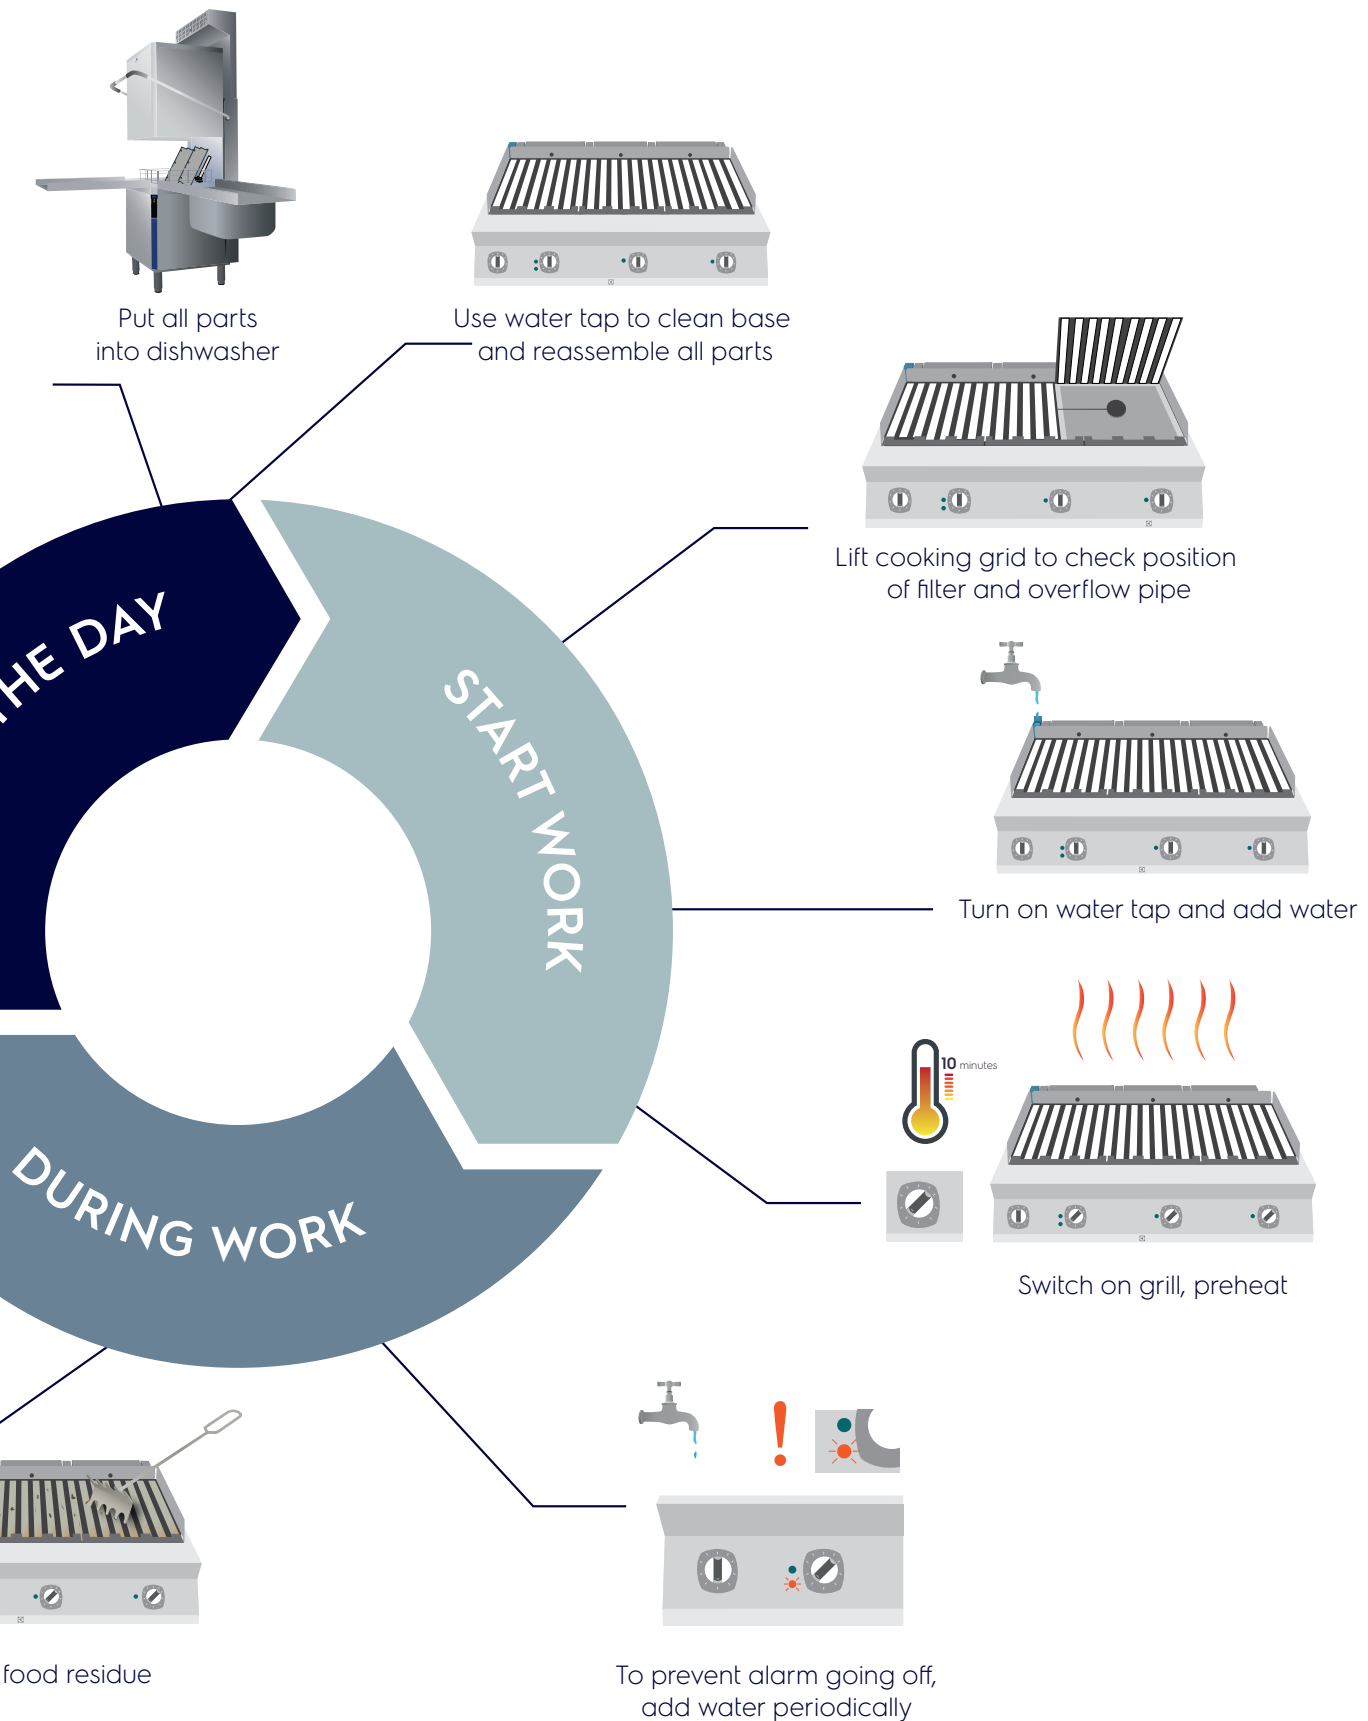 Put all parts
into dishwasher
Use water tap to clean base
and reassemble all parts
Lift cooking grid to check position
of filter and overflow pipe
THE DAY
START WORK
Turn on water tap and add water
10 minutes
Switch on grill, preheat
DURING WORK
food residue
To prevent alarm going off,
add water periodically